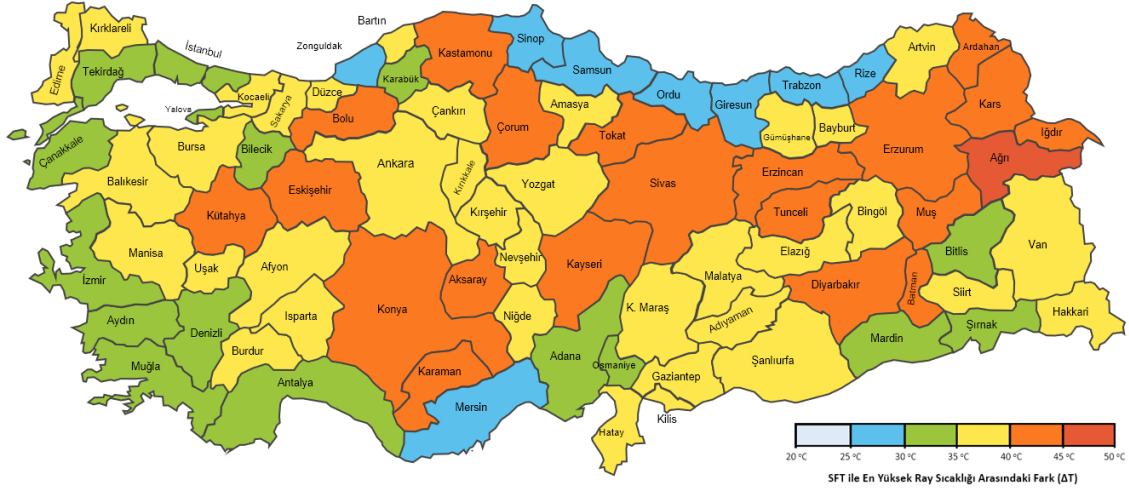 Bartın
Kırklareli
İstanbul
Zonguldak
Kastamonu
Sinop
Artvin
Ardahan
Edirne
Tekirdağ
Karabük
Samsun
Trabzon
Rize
Kocaeli
Sakarya
Düzce
Yalova
Bolu
Çankırı
Çorum
Amasya
Ordu
Giresun
Kars
Tokat
Gümüşhane
Bayburt
Iğdır
Çanakkale
Bursa
Bilecik
Ankara
Kırıkkale
Erzurum
Ağrı
Balıkesir
Eskişehir
Yozgat
Sivas
Erzincan
Kütahya
Kırşehir
Tunceli
Bingöl
Muş
Manisa
Uşak
Afyon
Nevşehir
Kayseri
Elazığ
Bitlis
Van
İzmir
Aksaray
Malatya
Diyarbakır
Batman
Siirt
Konya
Isparta
Niğde
K. Maraş
Adıyaman
Hakkari
Aydın
Denizli
Şırnak
Mardin
Burdur
Muğla
Adana
Osmaniye
Şanlıurfa
Antalya
Karaman
Gaziantep
Mersin
Kilis
Hatay
20 °C 25 °C 30 °C 35 °C 40 °C 45 °C 50 °C
SFT ile En Yüksek Ray Sıcaklığı Arasındaki Fark (ΔT)